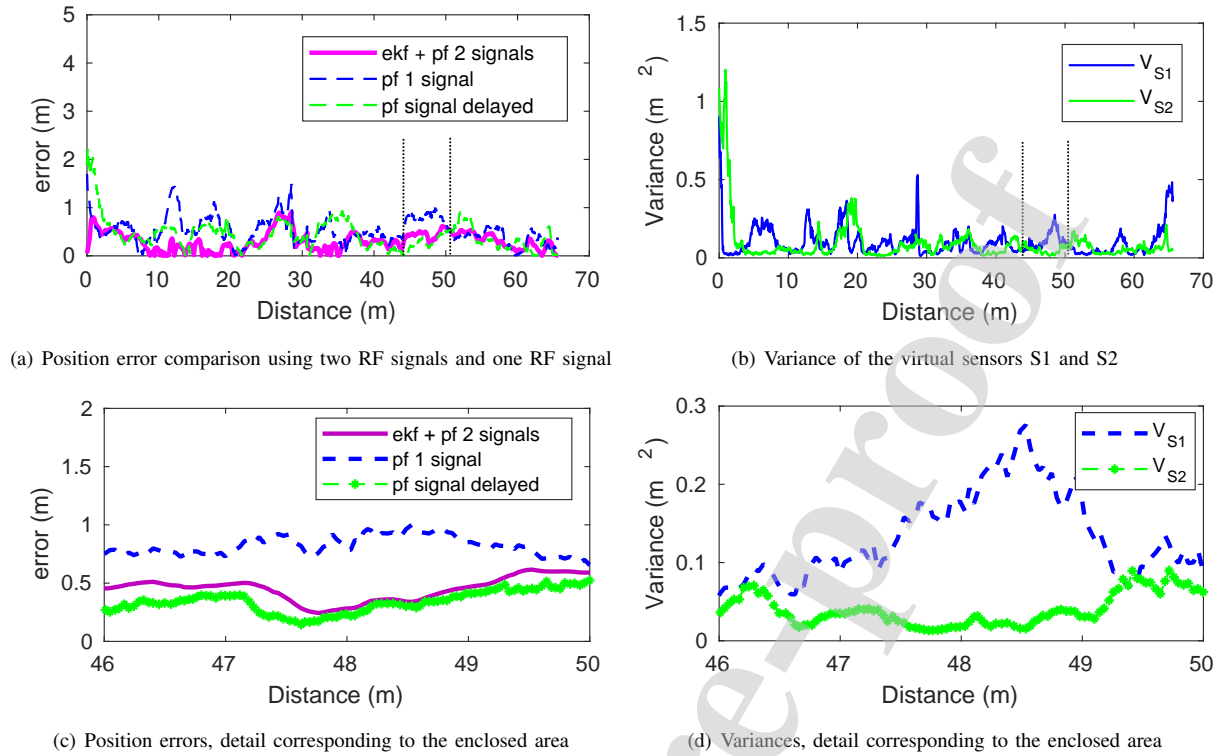 5
4
3
2
1
0
error (m)
ekf + pf 2 signals
pf 1 signal
pf signal delayed
0 10 20 30 40 50 60 70
Distance (m)
(a) Position error comparison using two RF signals and one RF signal
1.5
1
0.5
0
Variance (m ²)
V_S1
V_S2
0 10 20 30 40 50 60 70
Distance (m)
(b) Variance of the virtual sensors S1 and S2
2
1.5
1
0.5
0
error (m)
ekf + pf 2 signals
pf 1 signal
pf signal delayed
46 47 48 49 50
Distance (m)
(c) Position errors, detail corresponding to the enclosed area
0.3
0.2
0.1
0
Variance (m ²)
V_S1
V_S2
46 47 48 49 50
Distance (m)
(d) Variances, detail corresponding to the enclosed area
re-proof